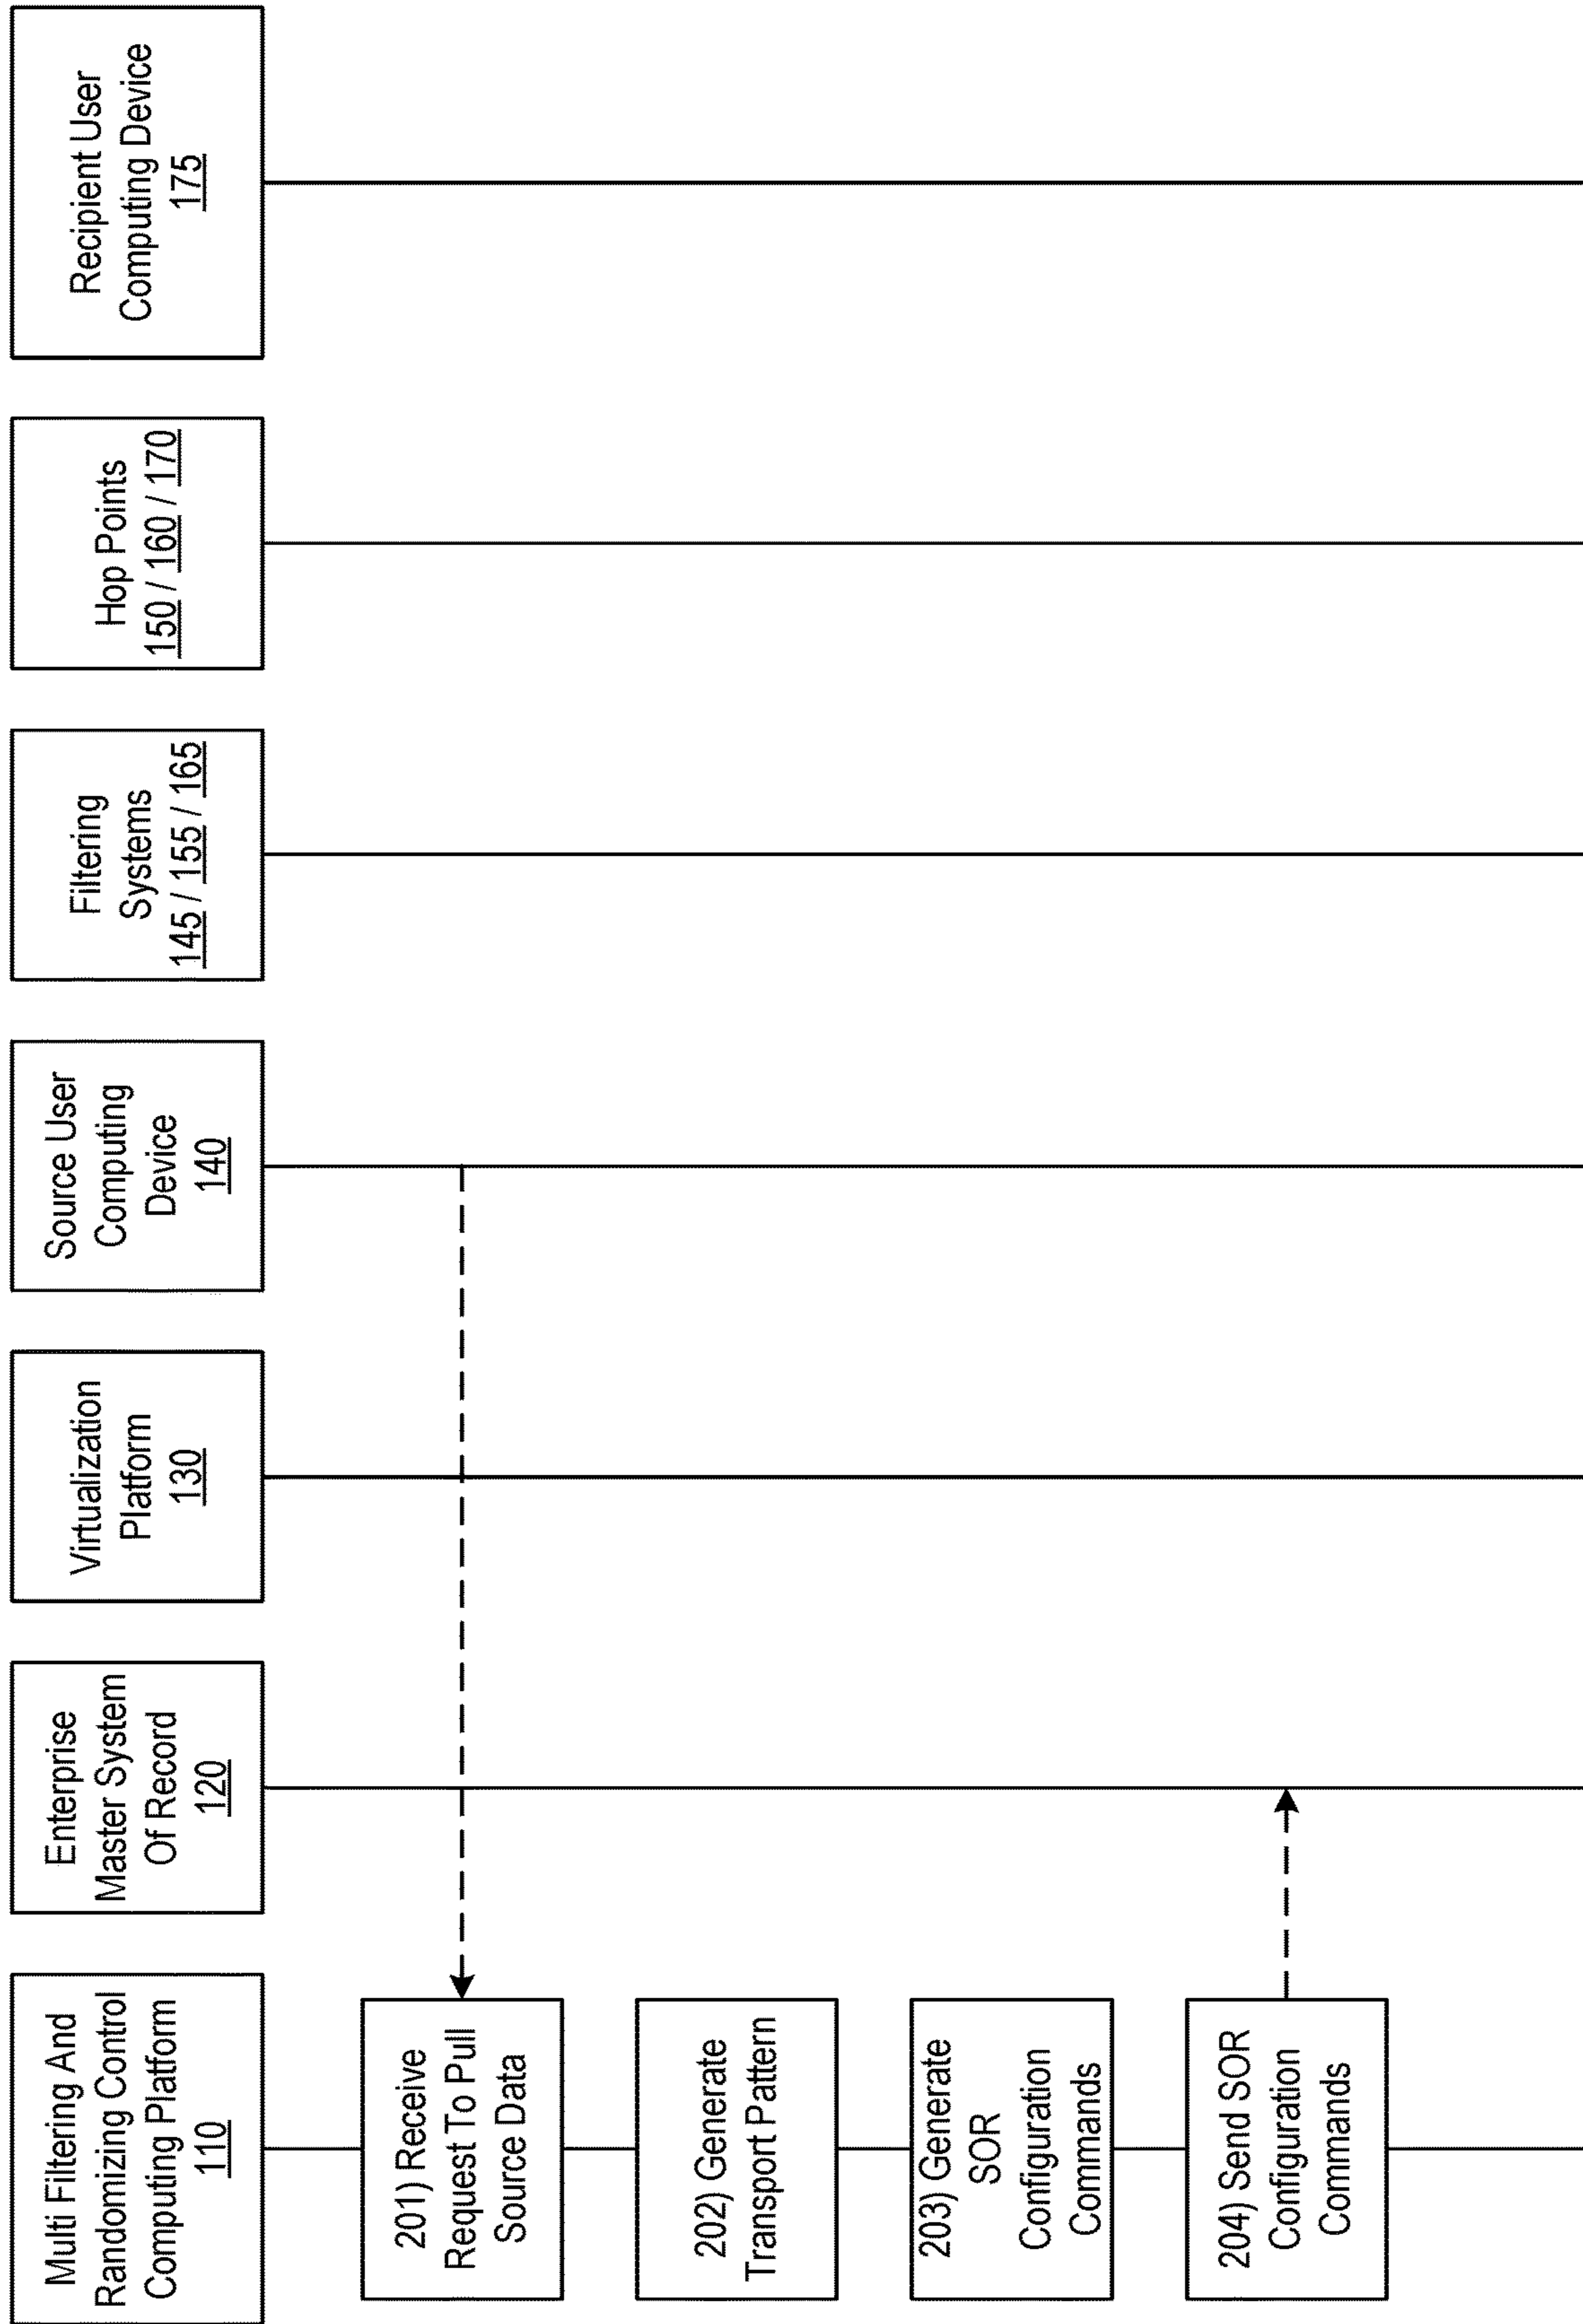 Multi Filtering And
Randomizing Control
Computing Platform
110
Enterprise
Master System
Of Record
120
Virtualization
Platform
130
Source User
Computing
Device
140
Filtering
Systems
145 / 155 / 165
Hop Points
150 / 160 / 170
Recipient User
Computing Device
175
201) Receive
Request To Pull
Source Data
202) Generate
Transport Pattern
203) Generate
SOR
Configuration
Commands
204) Send SOR
Configuration
Commands